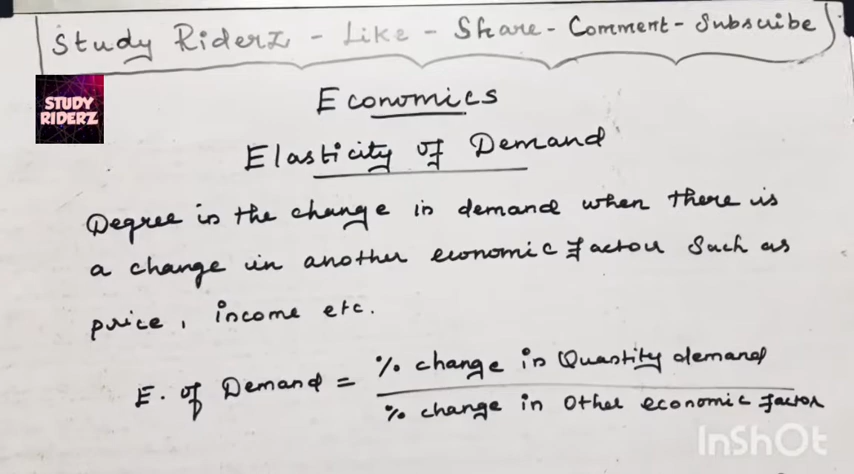 Study Riderz - Like - Share - Comment - Subscribe
STUDY
RIDERZ
Economics
Elasticity of Demand
Degree in the change in demand when there is
a change in another economic factor Such as
price, income etc.
E. of Demand = % change in Quantity demand
% change in Other economic factor
InShOt